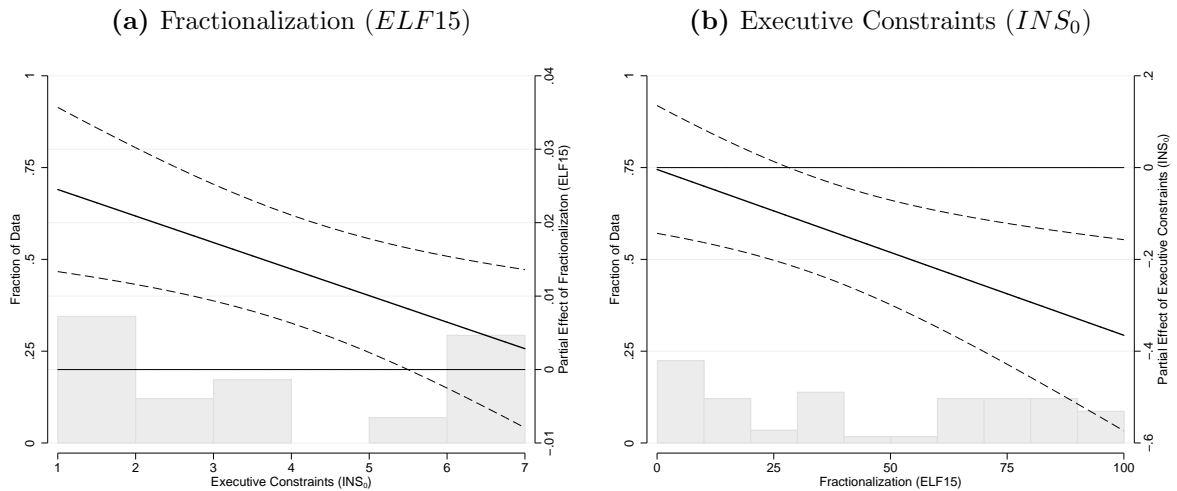 (a) Fractionalization (ELF15)
1
.75
.5
.25
0
Fraction of Data
.04
.03
.02
.01
0
-.01
Partial Effect of Fractionalization (ELF15)
1 2 3 4 5 6 7
Executive Constraints (INS₀)
(b) Executive Constraints (INS₀)
1
.75
.5
.25
0
Fraction of Data
.2
0
-.2
-.4
-.6
Partial Effect of Executive Constraints (INS₀)
0 25 50 75 100
Fractionalization (ELF15)